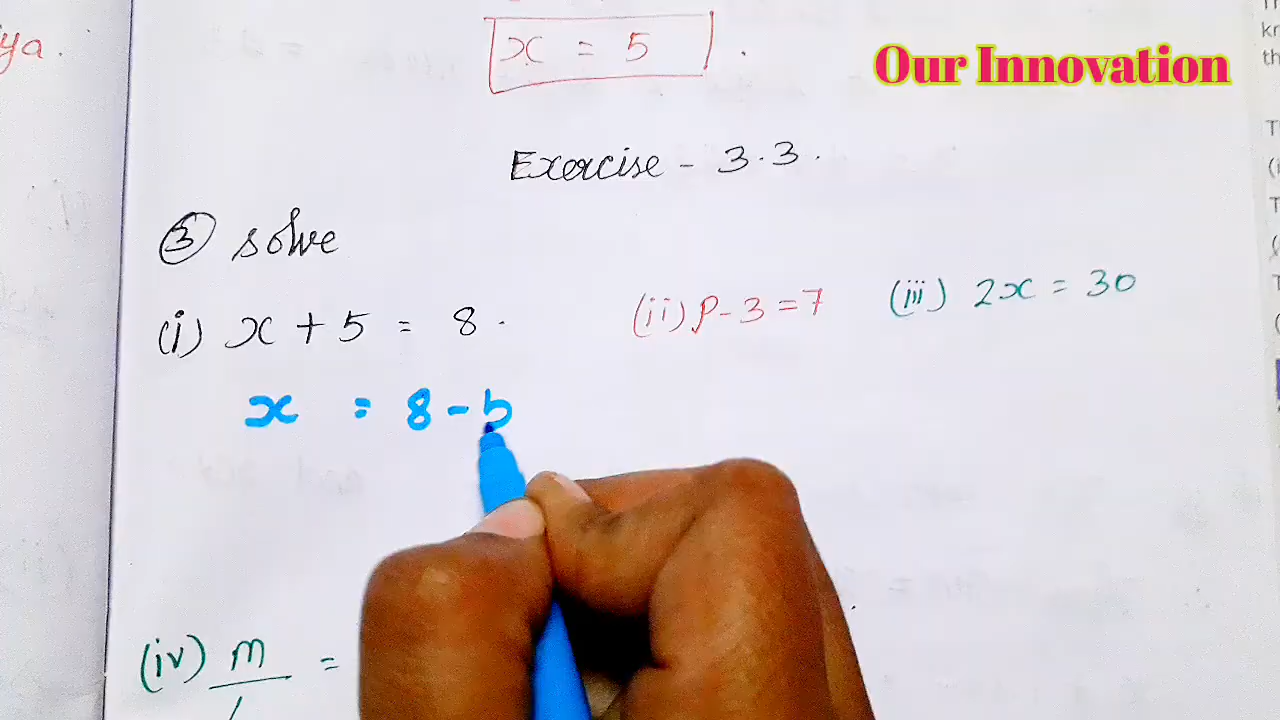 ya.
x = 5.
Our Innovation
Exercise - 3.3.
③ solve
(i) x + 5 = 8. (ii) p - 3 = 7 (iii) 2x = 30
x = 8 - 5
(iv) m =